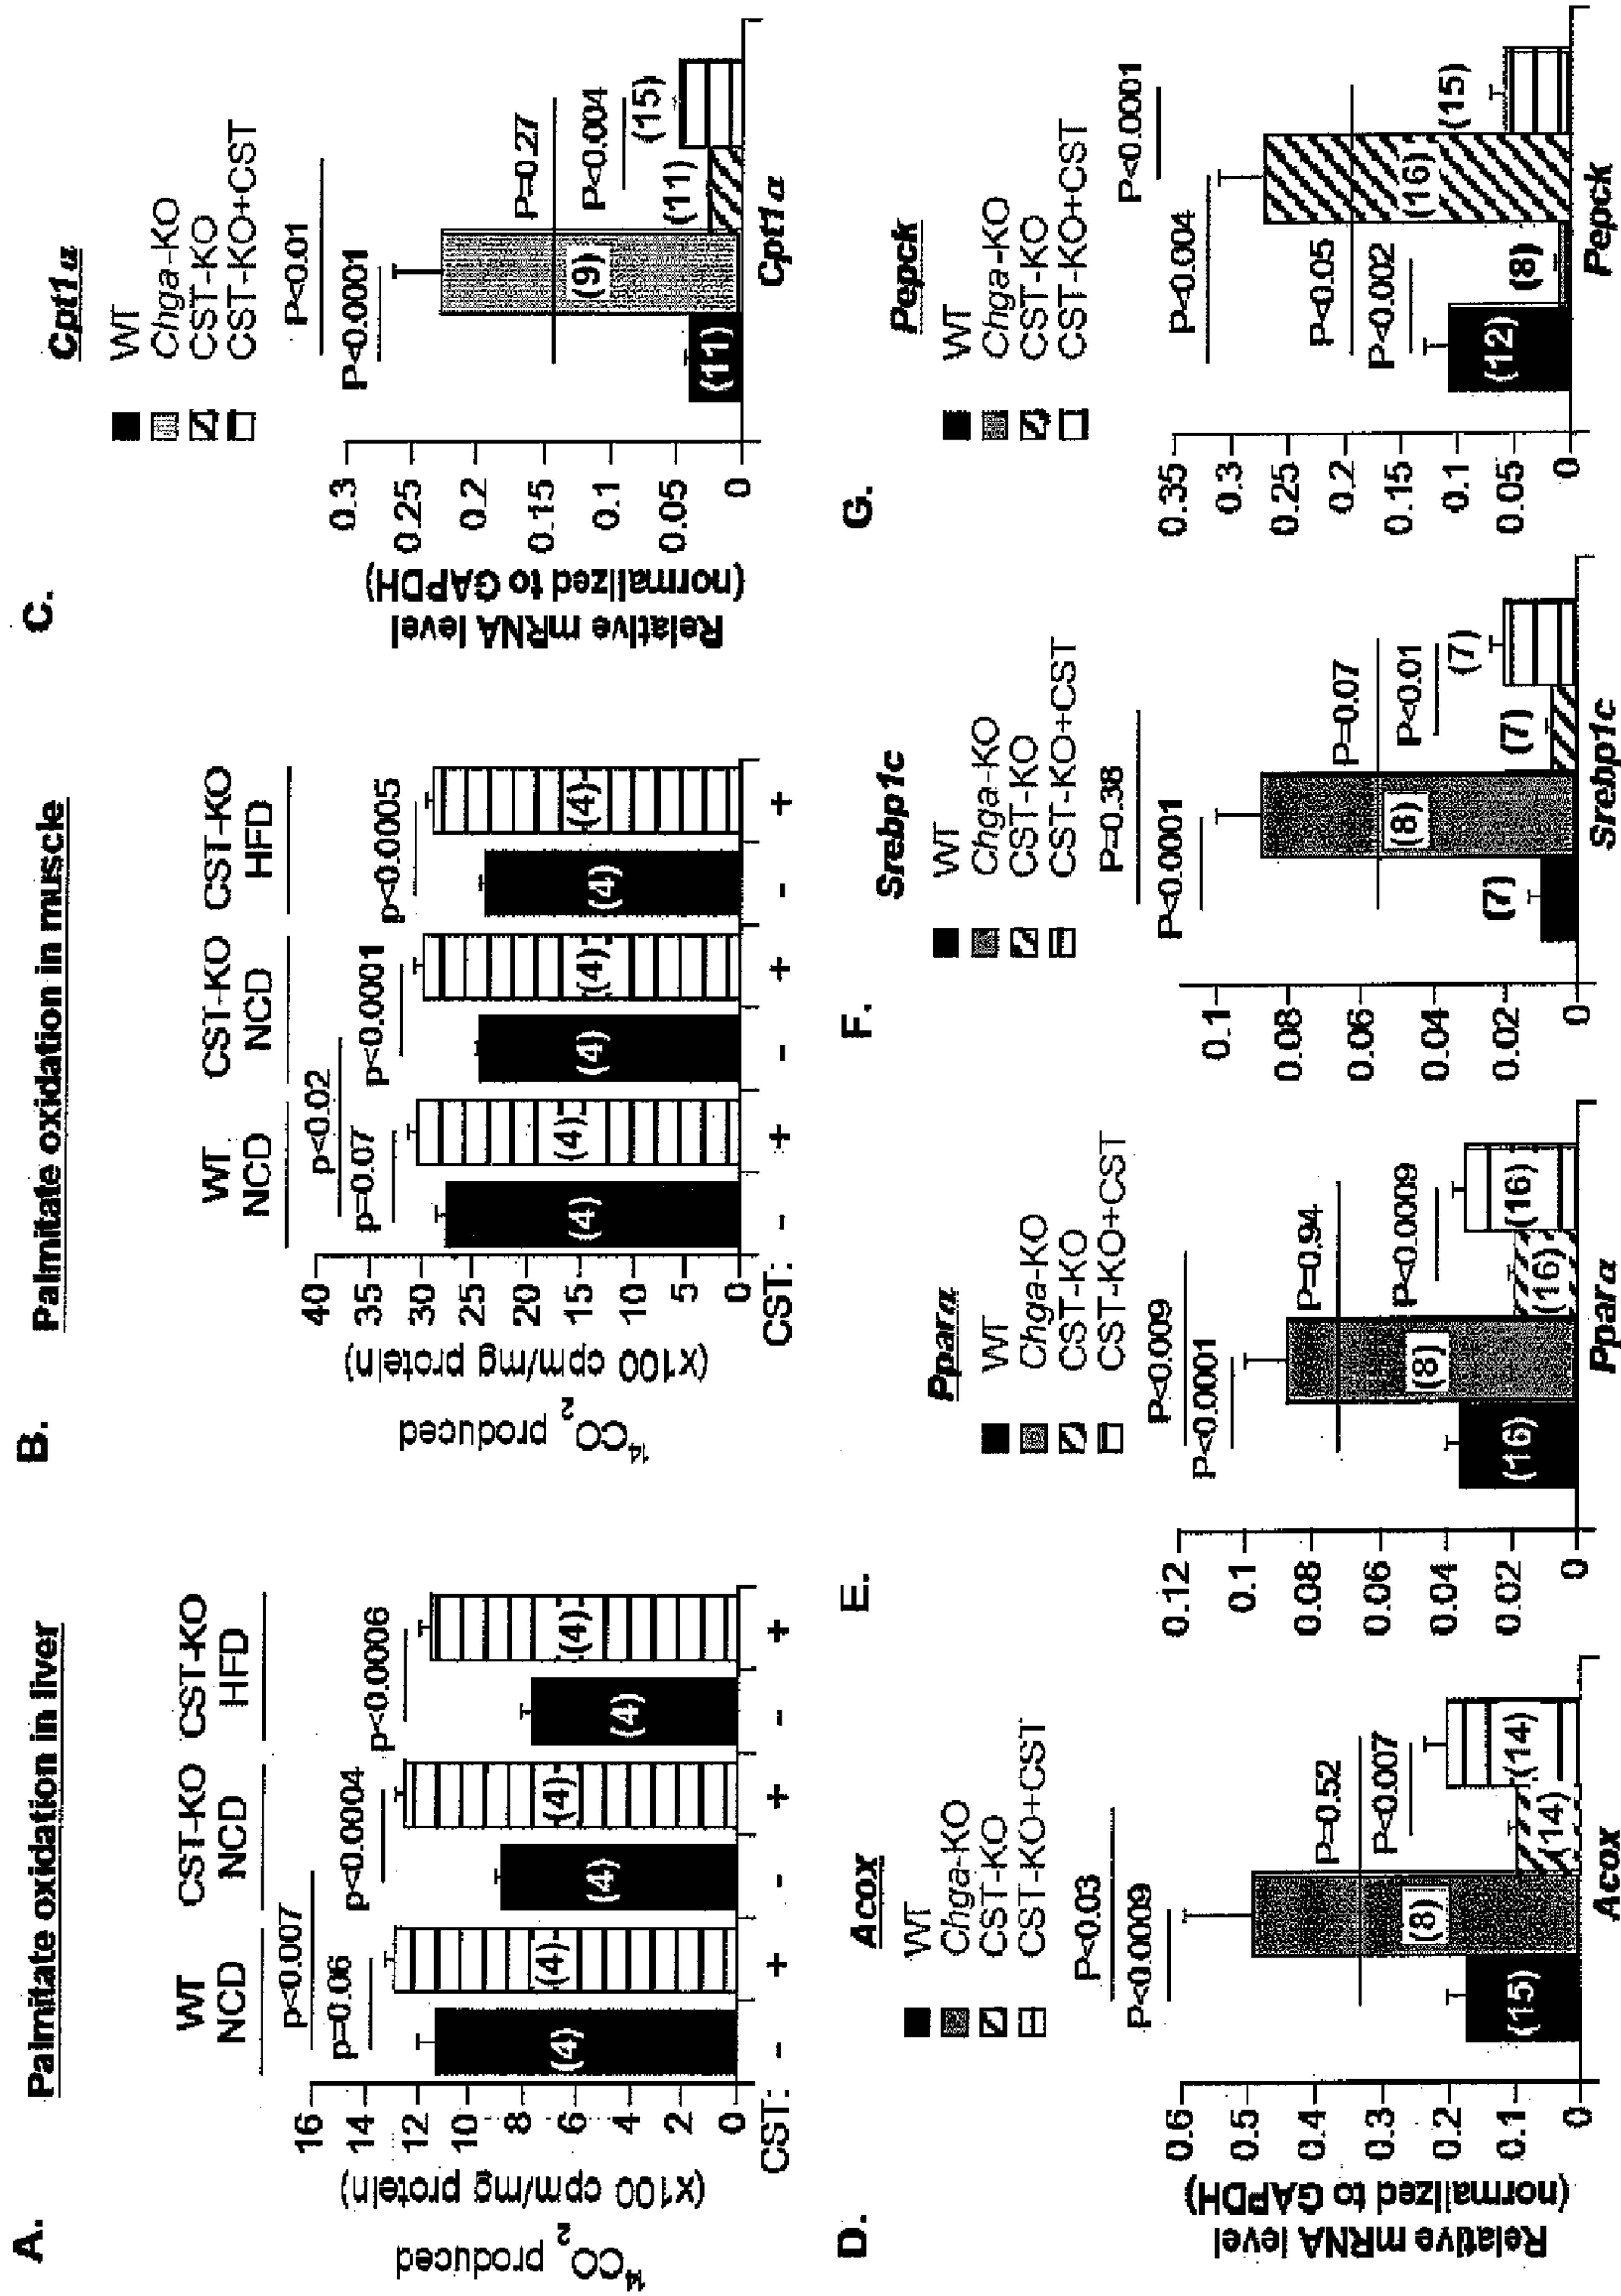 A.
Palmitate oxidation in liver
WT
NCD
CST-KO
NCD
CST-KO
HFD
p<0.007
p=0.06
p<0.0004
p<0.0006
14CO2 produced
(x100 cpm/mg protein)
16
14
12
10
8
6
4
2
0
(4)
(4)
(4)
(4)
(4)
(4)
CST: - + - + - +
B.
Palmitate oxidation in muscle
WT
NCD
CST-KO
NCD
CST-KO
HFD
p<0.02
p=0.07
p<0.0001
p<0.0005
14CO2 produced
(x100 cpm/mg protein)
40
35
30
25
20
15
10
5
0
(4)
(4)
(4)
(4)
(4)
(4)
CST: - + - + - +
C.
Cpt1α
WT
Chga-KO
CST-KO
CST-KO+CST
P<0.01
P<0.0001
P=0.27
P<0.004
Relative mRNA level
(normalized to GAPDH)
0.3
0.25
0.2
0.15
0.1
0.05
0
(11)
(9)
(11)
(15)
Cpt1α
D.
Acox
WT
Chga-KO
CST-KO
CST-KO+CST
P<0.03
P<0.0009
P=0.52
P<0.007
Relative mRNA level
(normalized to GAPDH)
0.6
0.5
0.4
0.3
0.2
0.1
0
(15)
(8)
(14)
(14)
Acox
E.
Pparα
WT
Chga-KO
CST-KO
CST-KO+CST
P<0.009
P<0.0001
P=0.94
P<0.0009
0.12
0.1
0.08
0.06
0.04
0.02
0
(16)
(8)
(16)
(16)
Pparα
F.
Srebp1c
WT
Chga-KO
CST-KO
CST-KO+CST
P=0.38
P<0.0001
P=0.07
P<0.01
0.1
0.08
0.06
0.04
0.02
0
(7)
(8)
(7)
(7)
Srebp1c
G.
Pepck
WT
Chga-KO
CST-KO
CST-KO+CST
P<0.0001
P<0.004
P<0.05
P<0.002
0.35
0.3
0.25
0.2
0.15
0.1
0.05
0
(12)
(8)
(16)
(15)
Pepck